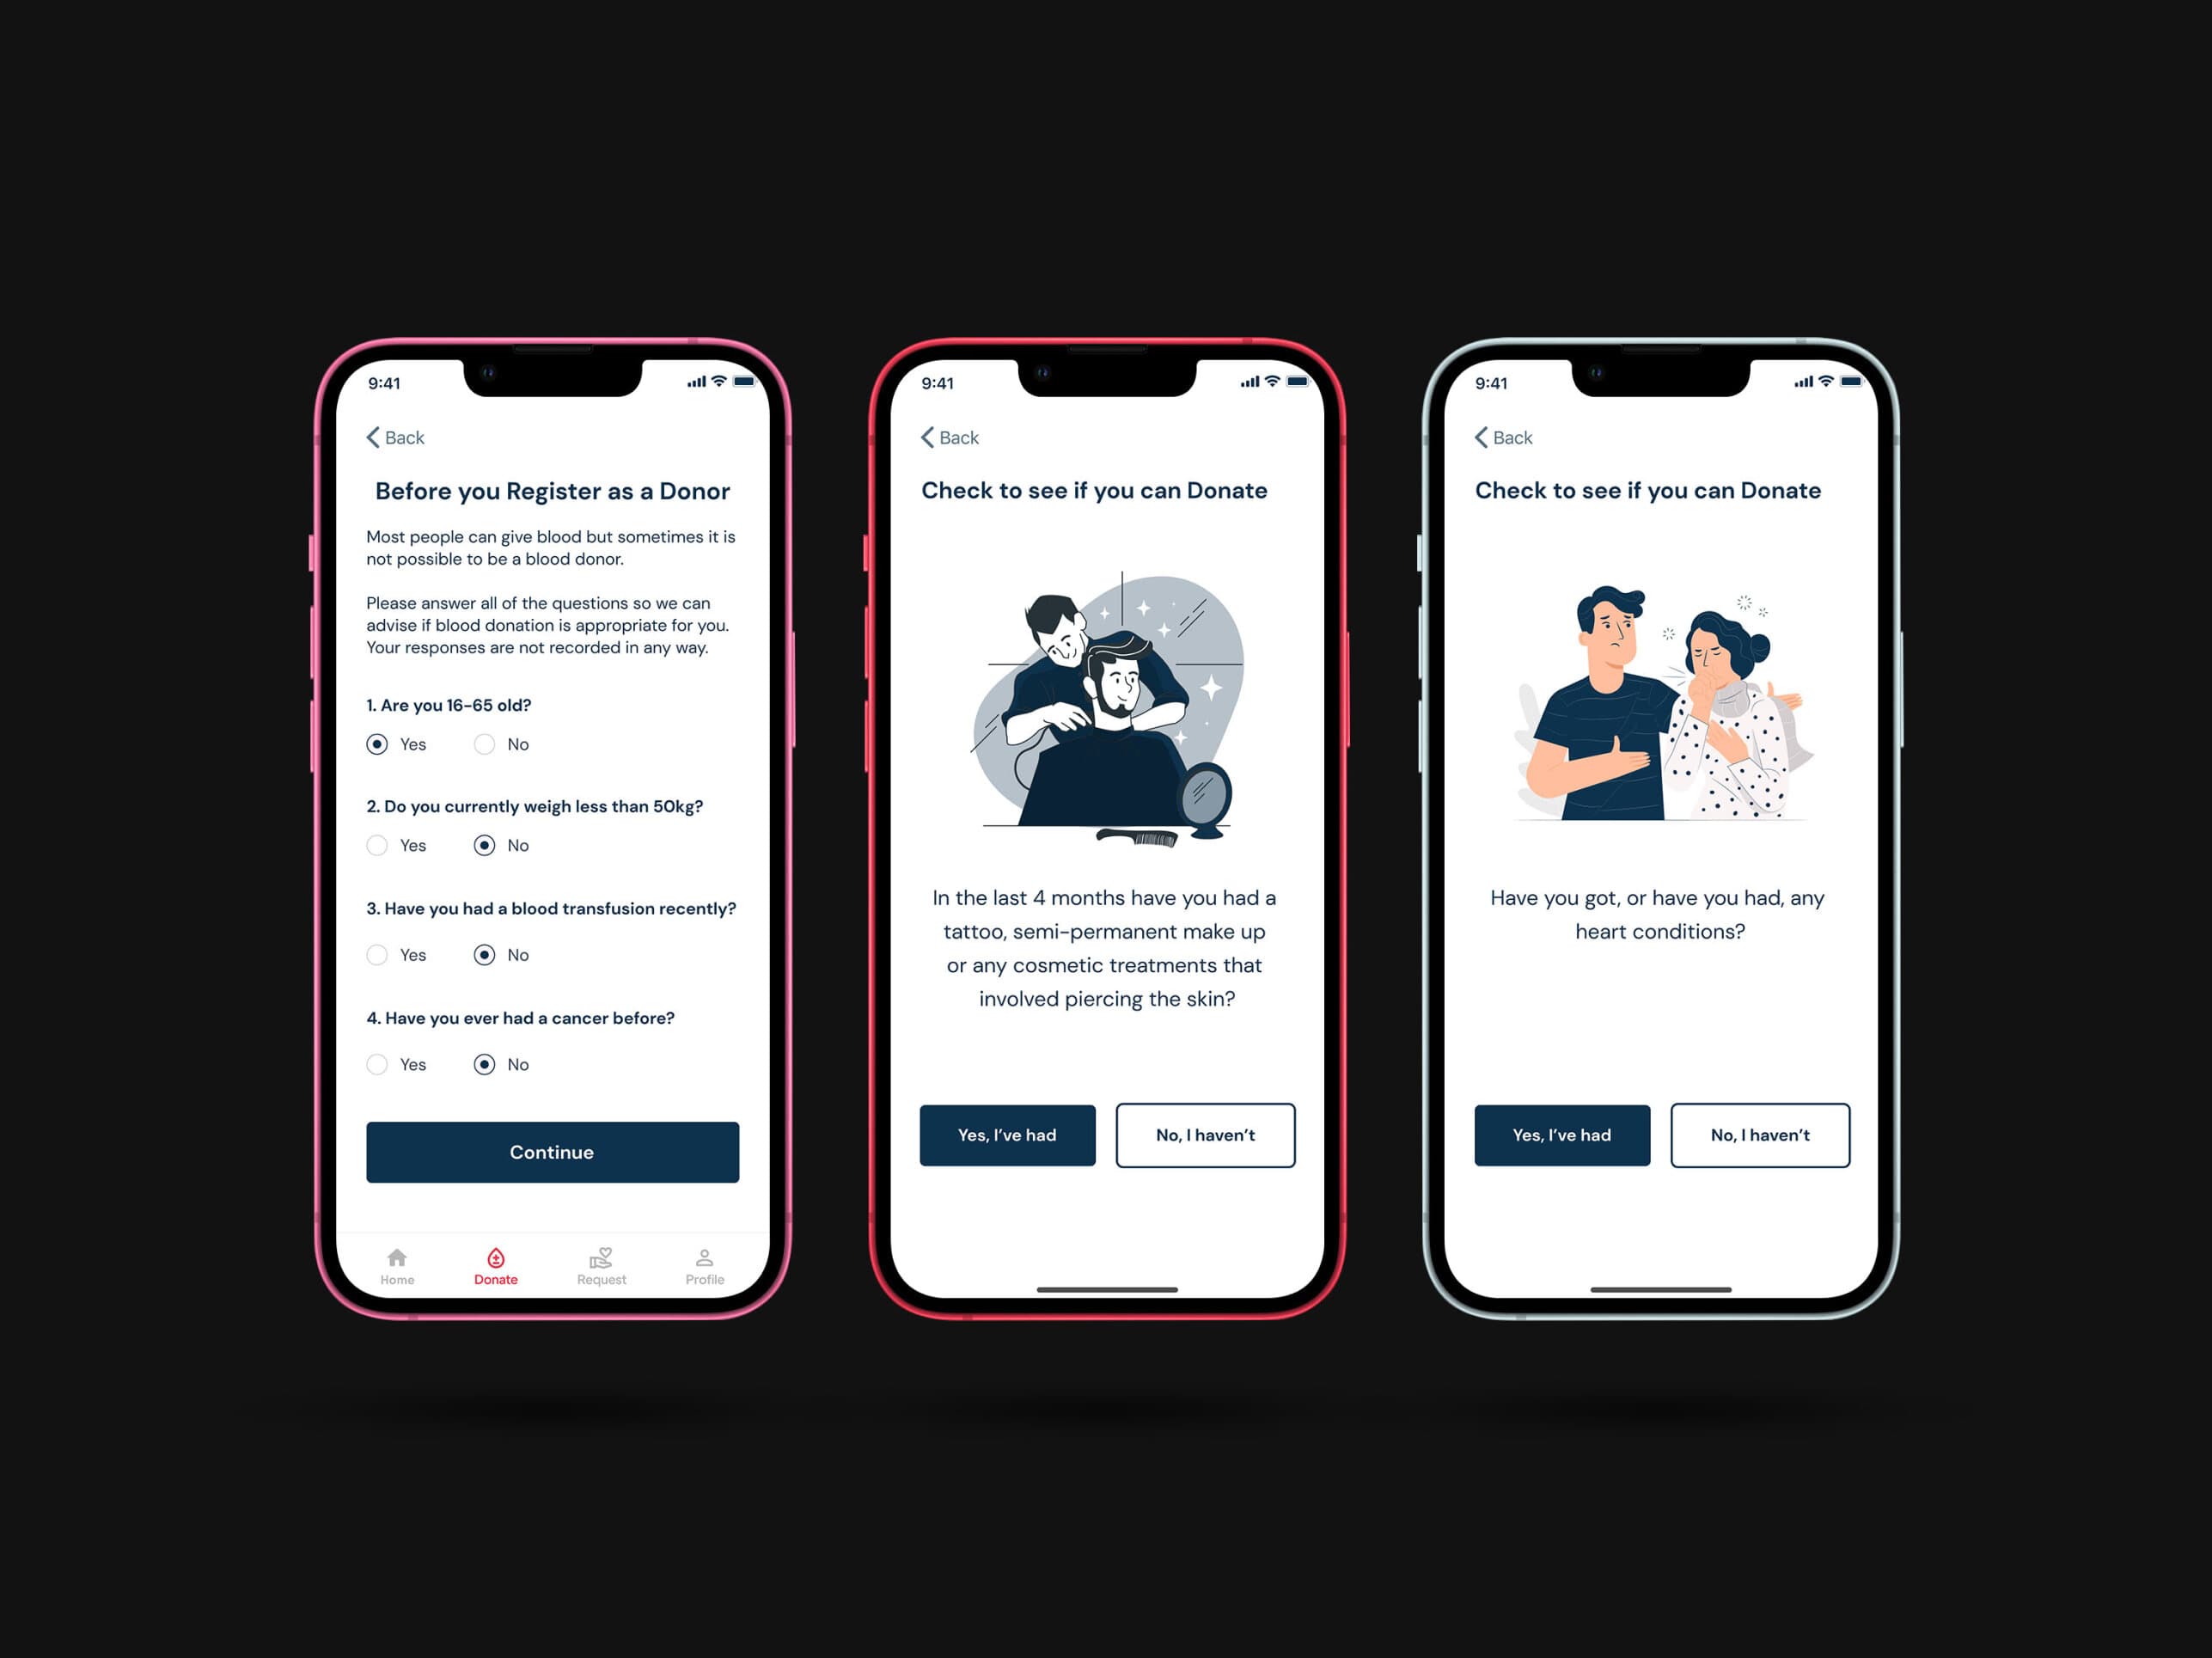 9:41
Back
Before you Register as a Donor
Most people can give blood but sometimes it is
not possible to be a blood donor.
Please answer all of the questions so we can
advise if blood donation is appropriate for you.
Your responses are not recorded in any way.
1. Are you 16-65 old?
Yes No
2. Do you currently weigh less than 50kg?
Yes No
3. Have you had a blood transfusion recently?
Yes No
4. Have you ever had a cancer before?
Yes No
Continue
Home Donate Request Profile
9:41
Back
Check to see if you can Donate
In the last 4 months have you had a
tattoo, semi-permanent make up
or any cosmetic treatments that
involved piercing the skin?
Yes, I've had No, I haven't
9:41
Back
Check to see if you can Donate
Have you got, or have you had, any
heart conditions?
Yes, I've had No, I haven't